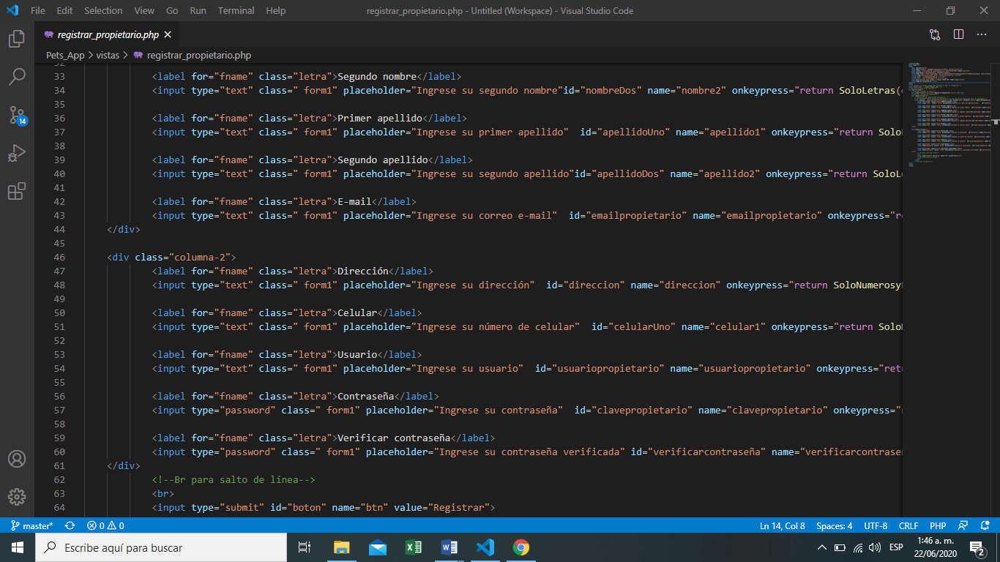 File Edit Selection View Go Run Terminal Help
registrar_propietario.php - Untitled (Workspace) - Visual Studio Code
registrar_propietario.php
Pets_App > vistas > registrar_propietario.php
32
33 <label for="fname" class="letra">Segundo nombre</label>
34 <input type="text" class=" form1" placeholder="Ingrese su segundo nombre"id="nombreDos" name="nombre2" onkeypress="return SoloLetras(
35
36 <label for="fname" class="letra">Primer apellido</label>
37 <input type="text" class=" form1" placeholder="Ingrese su primer apellido"  id="apellidoUno" name="apellido1" onkeypress="return Solo
38
39 <label for="fname" class="letra">Segundo apellido</label>
40 <input type="text" class=" form1" placeholder="Ingrese su segundo apellido"id="apellidoDos" name="apellido2" onkeypress="return SoloL
41
42 <label for="fname" class="letra">E-mail</label>
43 <input type="text" class=" form1" placeholder="Ingrese su correo e-mail"  id="emailpropietario" name="emailpropietario" onkeypress="r
44 </div>
45
46 <div class="columna-2">
47 <label for="fname" class="letra">Dirección</label>
48 <input type="text" class=" form1" placeholder="Ingrese su dirección"  id="direccion" name="direccion" onkeypress="return SoloNumerosy
49
50 <label for="fname" class="letra">Celular</label>
51 <input type="text" class=" form1" placeholder="Ingrese su número de celular"  id="celularUno" name="celular1" onkeypress="return Solo
52
53 <label for="fname" class="letra">Usuario</label>
54 <input type="text" class=" form1" placeholder="Ingrese su usuario"  id="usuariopropietario" name="usuariopropietario" onkeypress="ret
55
56 <label for="fname" class="letra">Contraseña</label>
57 <input type="password" class=" form1" placeholder="Ingrese su contraseña"  id="clavepropietario" name="clavepropietario" onkeypress="
58
59 <label for="fname" class="letra">Verificar contraseña</label>
60 <input type="password" class=" form1" placeholder="Ingrese su contraseña verificada" id="verificarcontraseña" name="verificarcontrase
61 </div>
62 <!--Br para salto de línea-->
63 <br>
64 <input type="submit" id="boton" name="btn" value="Registrar">
14
master* 0 0 Ln 14, Col 8 Spaces: 4 UTF-8 CRLF PHP
Escribe aquí para buscar
ESP
1:46 a. m.
22/06/2020
2